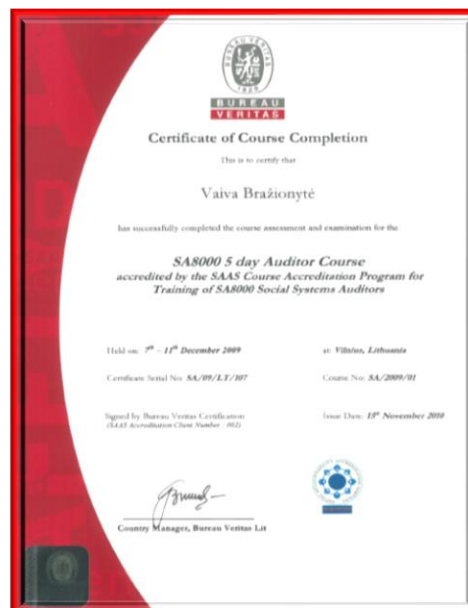 BUREAU VERITAS
1828
BUREAU
VERITAS
Certificate of Course Completion
This is to certify that
Vaiva Bražionytė
has successfully completed the course assessment and examination for the
SA8000 5 day Auditor Course
accredited by the SAAS Course Accreditation Program for
Training of SA8000 Social Systems Auditors
Held on: 7th – 11th December 2009 at: Vilnius, Lithuania
Certificate Serial No: SA/09/LT/107 Course No: SA/2009/01
Signed by Bureau Veritas Certification Issue Date: 15th November 2010
(SAAS Accreditation Client Number : 002)
Country Manager, Bureau Veritas Lit